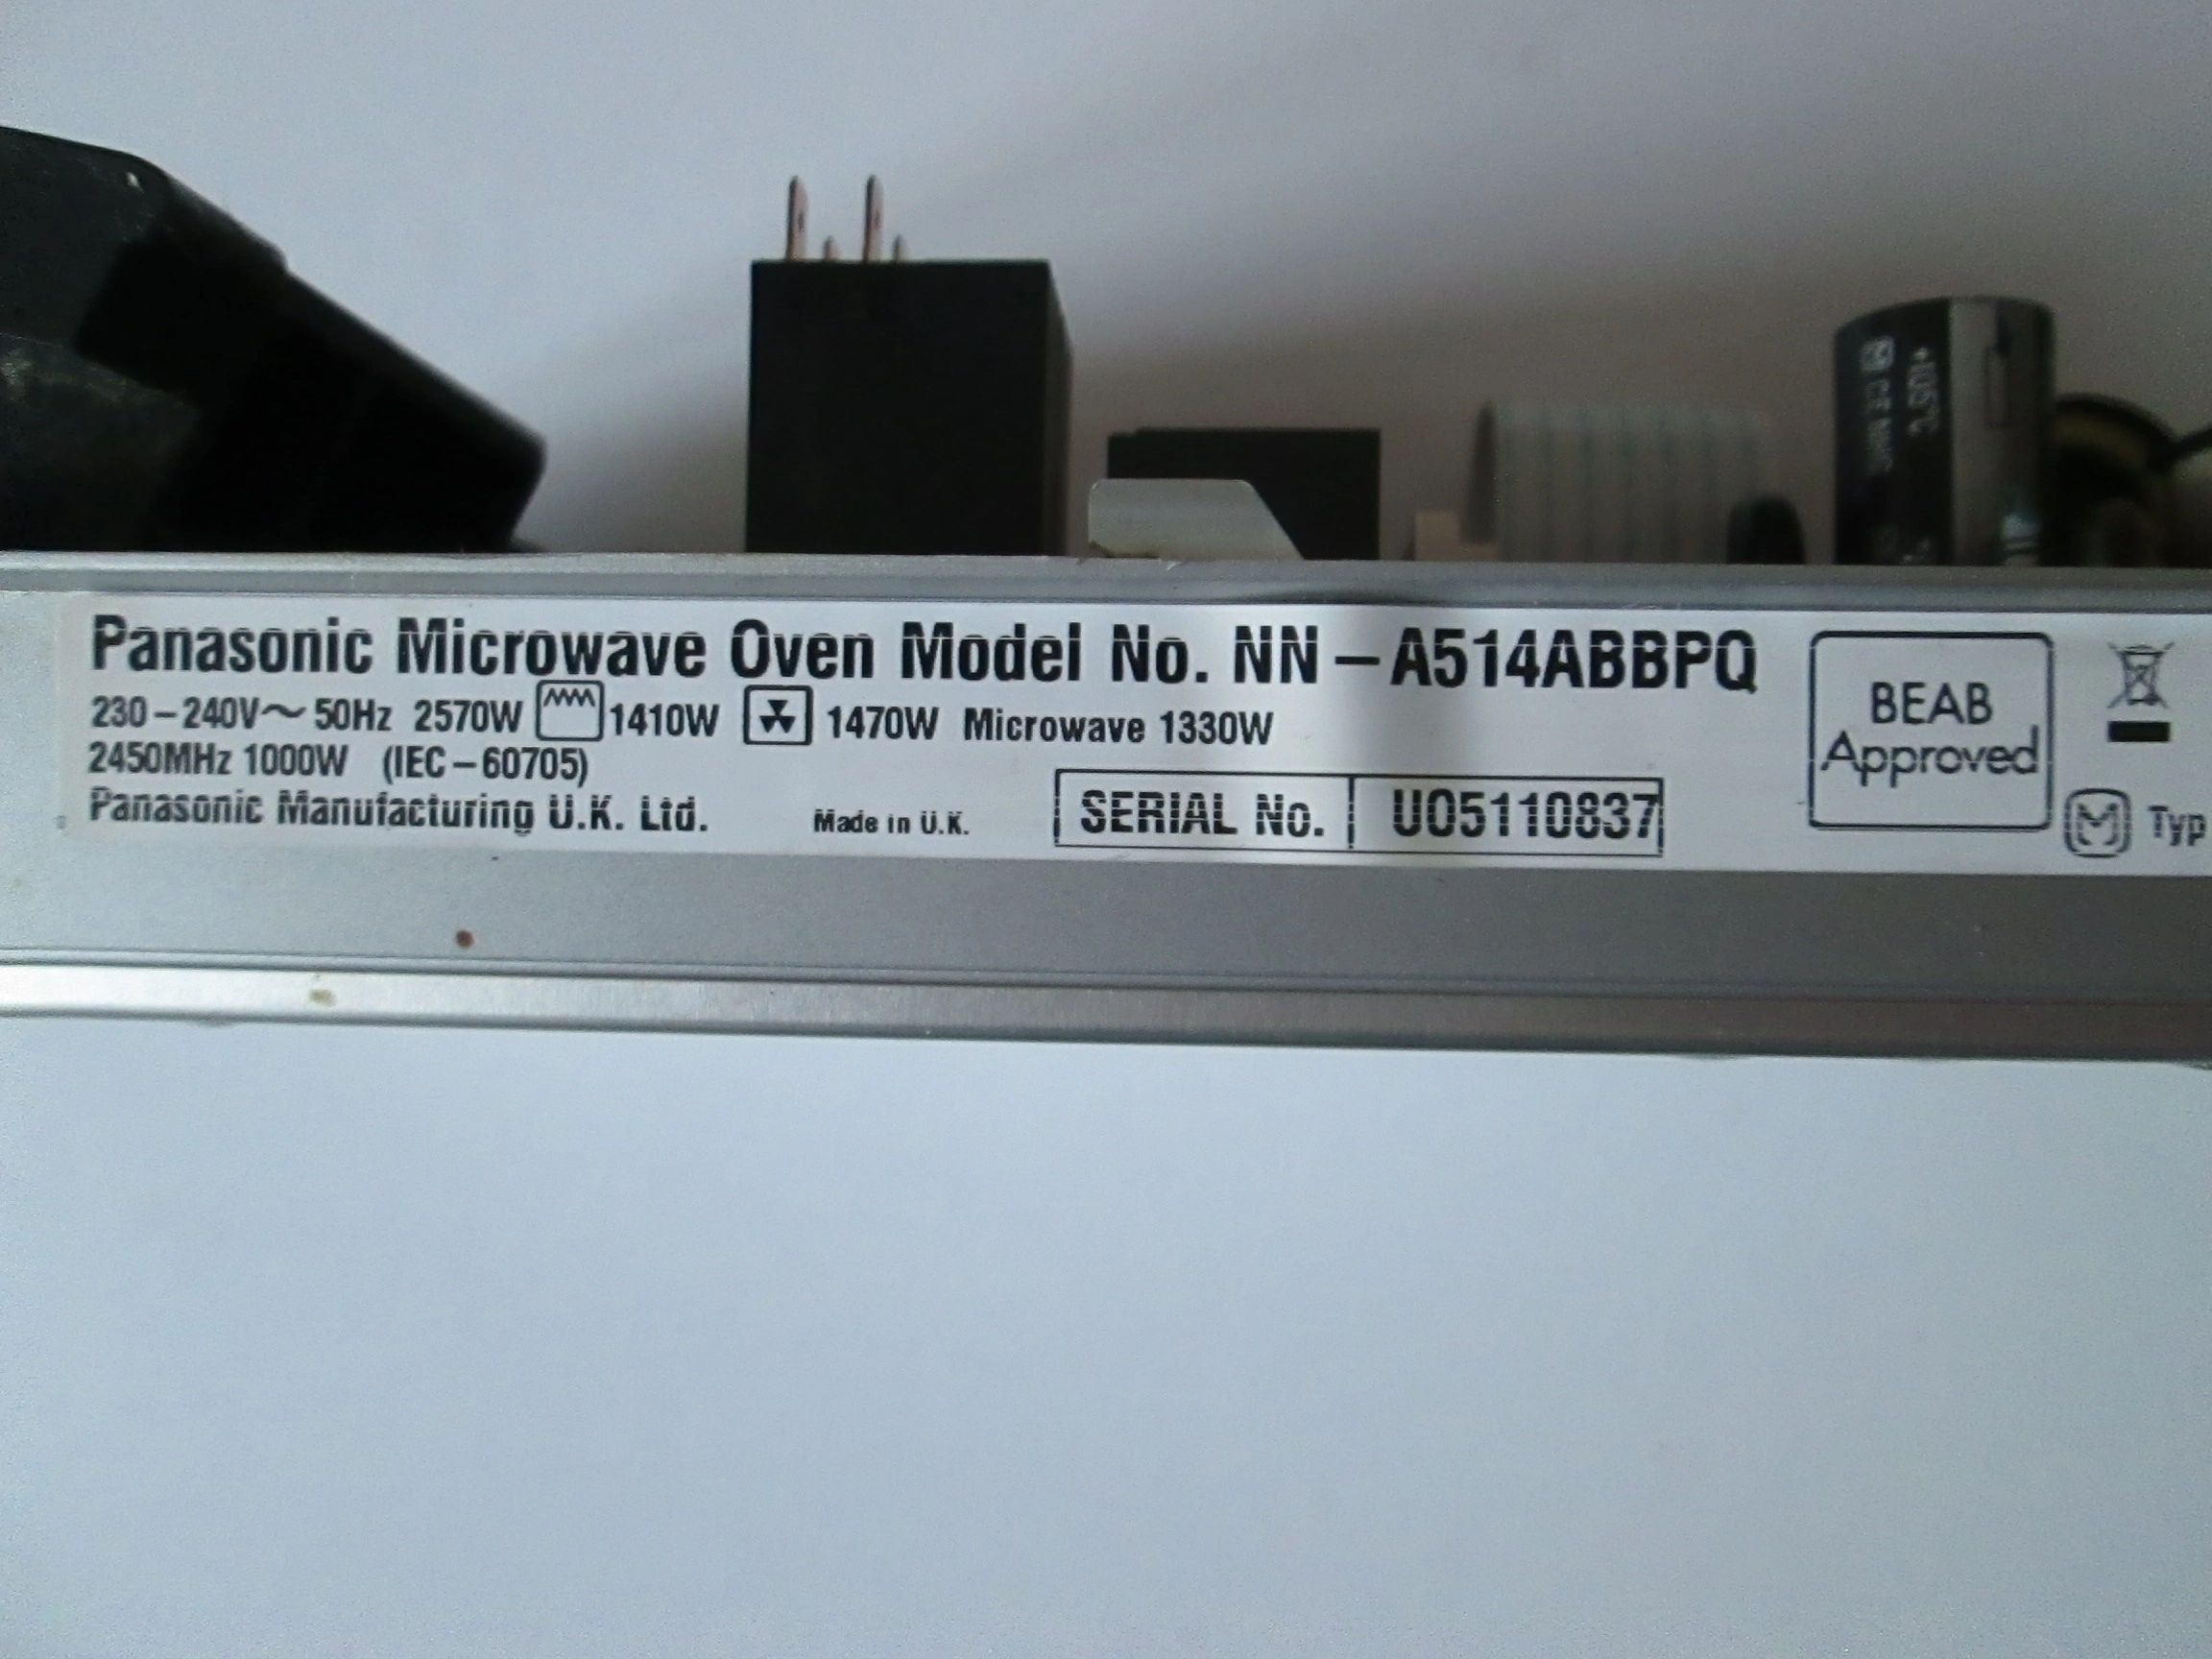 Panasonic Microwave Oven Model No. NN-A514ABBPQ
230-240V~ 50Hz 2570W 1410W 1470W Microwave 1330W
2450MHz 1000W (IEC-60705)
Panasonic Manufacturing U.K. Ltd.
Made in U.K.
SERIAL No. U05110837
BEAB
Approved
M Typ
+105°C